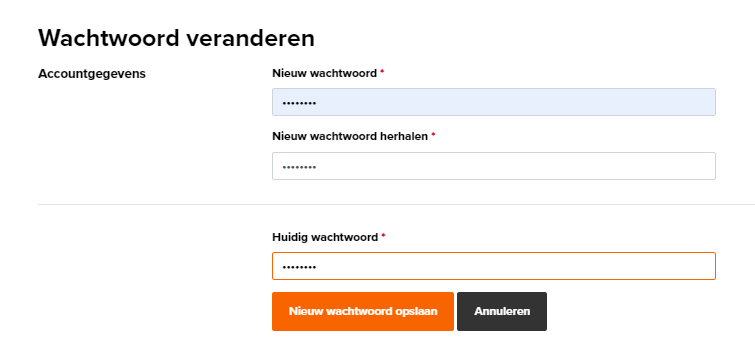 Wachtwoord veranderen
Accountgegevens
Nieuw wachtwoord *
••••••••
Nieuw wachtwoord herhalen *
••••••••
Huidig wachtwoord *
••••••••
Nieuw wachtwoord opslaan
Annuleren